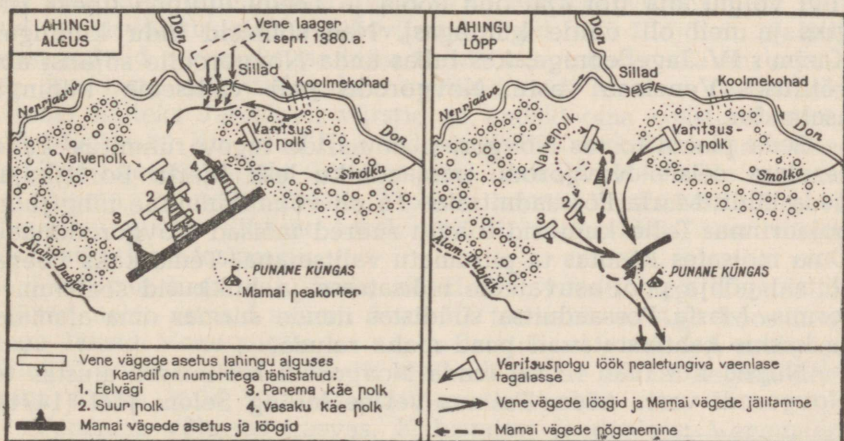 LAHINGU
ALGUS
Don
Vene laager
7. sept. 1380.a.
Sillad
Koolmekohad
Neprjadva
Varitsus-
polk
Don
Valvepolk
Smolka
4
2
1
3
Alam Dubjak
PUNANE KÜNGAS
Mamai peakorter
Vene vägede asetus lahingu alguses
Kaardil on numbritega tähistatud:
1. Eelvägi
2. Suur polk
3. Parema käe polk
4. Vasaku käe polk
Mamai vägede asetus ja löögid
LAHINGU
LÕPP
Don
Sillad
Koolmekohad
Neprjadva
Varitsus-
polk
Don
Valvepolk
Smolka
2
3
Alam Dubjak
PUNANE KÜNGAS
Varitsuspolgu löök pealetungiva vaenlase
tagalasse
Vene vägede löögid ja Mamai vägede jälitamine
Mamai vägede põgenemine